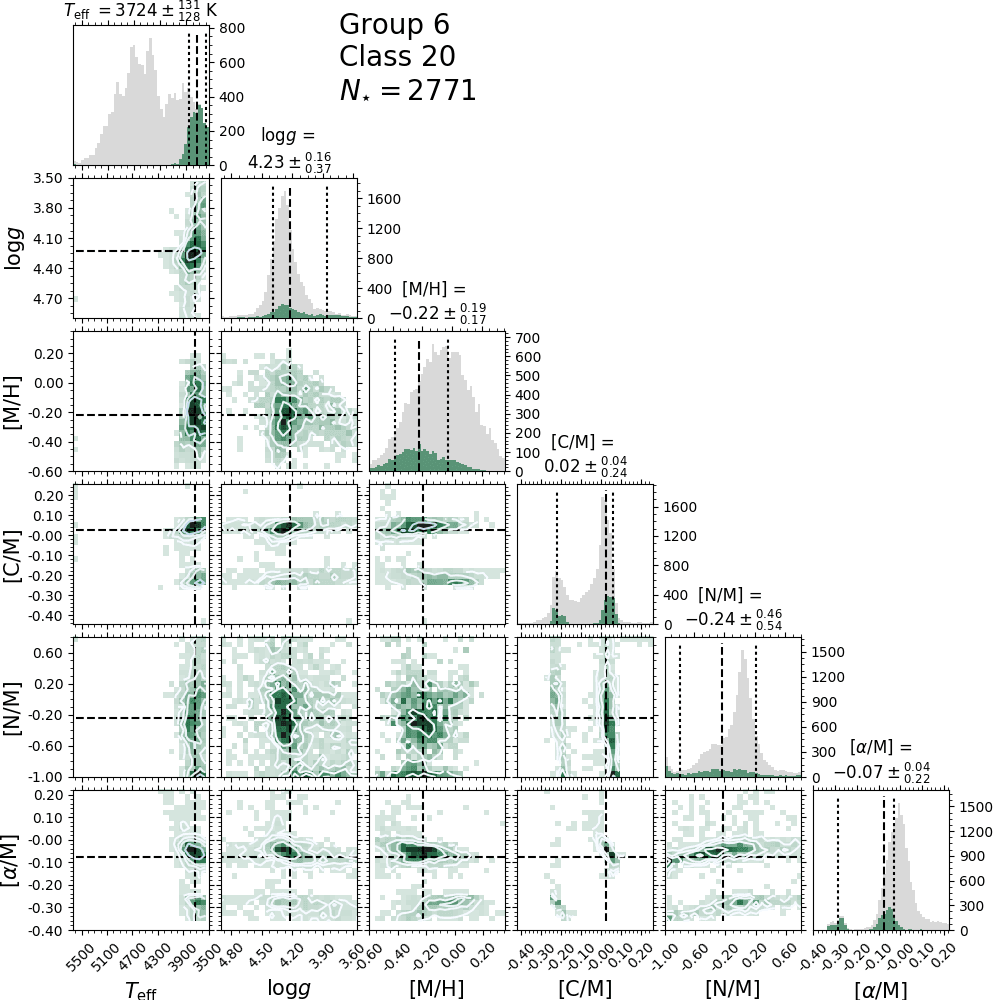 T_eff = 3724 ± 131 128 K
Group 6
Class 20
N⋆ = 2771
800
600
400
200
0
log g =
4.23 ± 0.16 0.37
3.50
3.80
4.10
4.40
4.70
log g
1600
1200
800
400
0
[M/H] =
−0.22 ± 0.19 0.17
0.20
0.00
-0.20
-0.40
-0.60
[M/H]
700
600
500
400
300
200
100
0
[C/M] =
0.02 ± 0.04 0.24
0.20
0.10
-0.00
-0.10
-0.20
-0.30
-0.40
[C/M]
1600
1200
800
400
0
[N/M] =
−0.24 ± 0.46 0.54
0.60
0.20
-0.20
-0.60
-1.00
[N/M]
1500
1200
900
600
300
0
[α/M] =
−0.07 ± 0.04 0.22
0.20
0.10
-0.00
-0.10
-0.20
-0.30
-0.40
[α/M]
1500
1200
900
600
300
0
5500 5100 4700 4300 3900 3500
4.80 4.50 4.20 3.90 3.60
-0.60 -0.40 -0.20 0.00 0.20
-0.40 -0.30 -0.20 -0.10 -0.00 0.10 0.20
-1.00 -0.60 -0.20 0.20 0.60
-0.40 -0.30 -0.20 -0.10 -0.00 0.10 0.20
T_eff log g [M/H] [C/M] [N/M] [α/M]